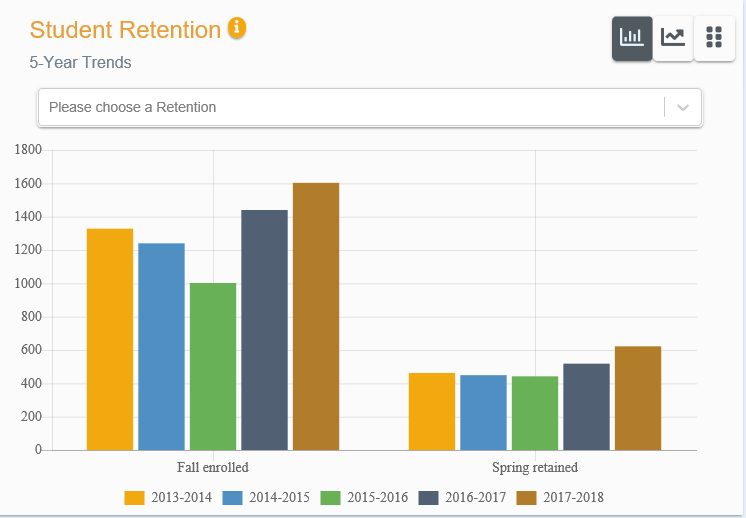 Student Retention
5-Year Trends
Please choose a Retention
1800
1600
1400
1200
1000
800
600
400
200
0
Fall enrolled
Spring retained
2013-2014 2014-2015 2015-2016 2016-2017 2017-2018